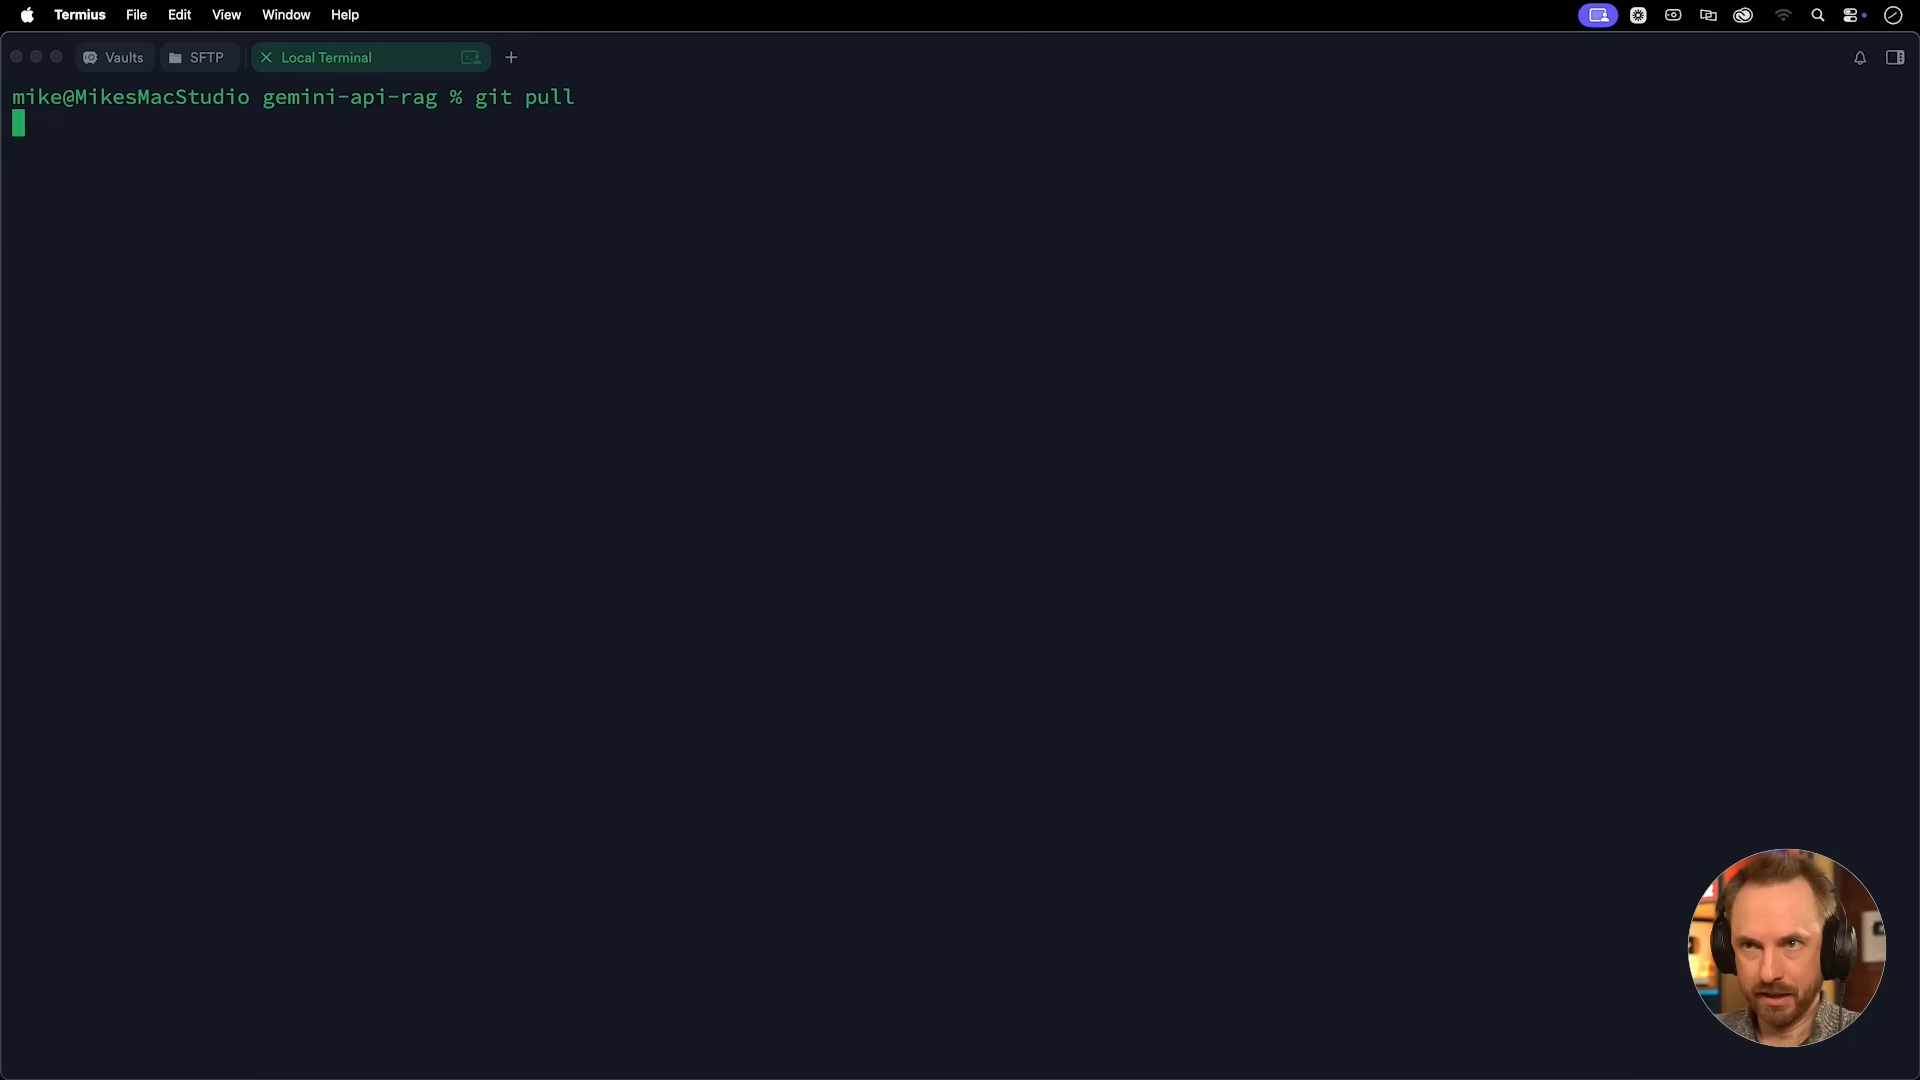 Termius File Edit View Window Help
Vaults SFTP Local Terminal
mike@MikesMacStudio gemini-api-rag % git pull